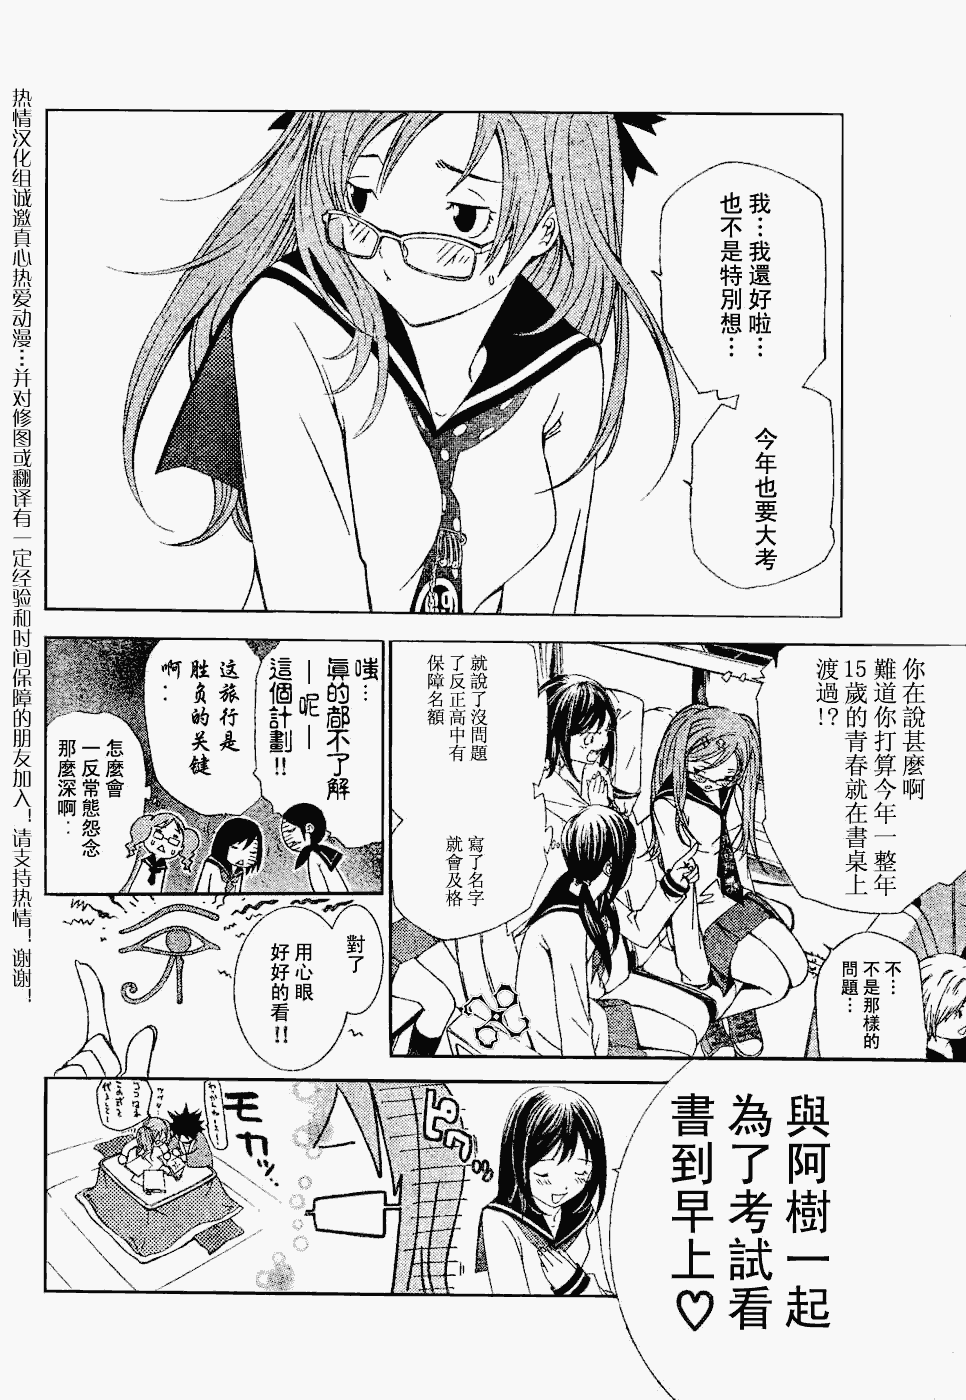 我…我還好啦…
也不是特別想…
今年也要大考
你在說甚麼啊
難道你打算今年一整年
15歲的青春就在書桌上
渡過!?
不…
不是那樣的
問題…
就說了沒問題
了反正高中有
保障名額
寫了名字
就會及格
嗤…
真的都不了解
—呢—
這個計劃!!
这旅行是
胜负的关键
啊..
怎麼會
一反常態怨念
那麼深啊..
對了
用心眼
好好的看!!
與阿樹一起
為了考試看
書到早上♡
モカッ
热情汉化组诚邀真心热爱动漫…并对修图或翻译有一定经验和时间保障的朋友加入！请支持热情！谢谢！